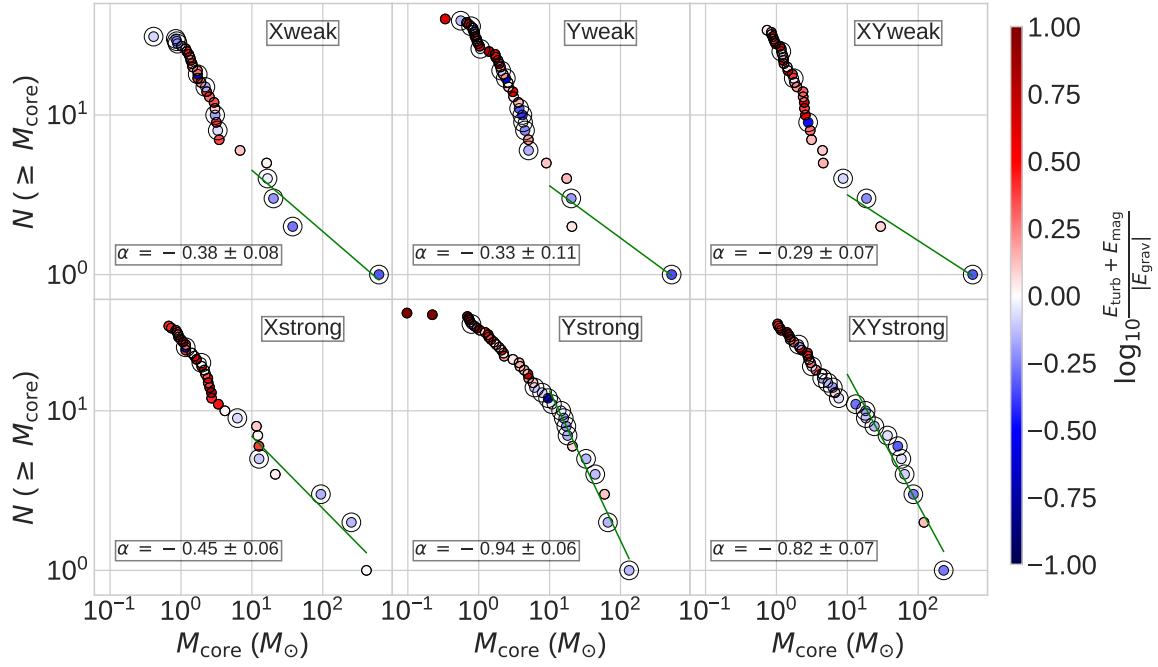 Xweak
Yweak
XYweak
N (≥ M_core)
10¹
10⁰
α = − 0.38 ± 0.08
α = − 0.33 ± 0.11
α = − 0.29 ± 0.07
Xstrong
Ystrong
XYstrong
N (≥ M_core)
10¹
10⁰
α = − 0.45 ± 0.06
α = − 0.94 ± 0.06
α = − 0.82 ± 0.07
10⁻¹ 10⁰ 10¹ 10²
10⁻¹ 10⁰ 10¹ 10²
10⁻¹ 10⁰ 10¹ 10²
M_core (M_⊙)
M_core (M_⊙)
M_core (M_⊙)
1.00
0.75
0.50
0.25
0.00
−0.25
−0.50
−0.75
−1.00
log₁₀ (E_turb + E_mag)/|E_grav|